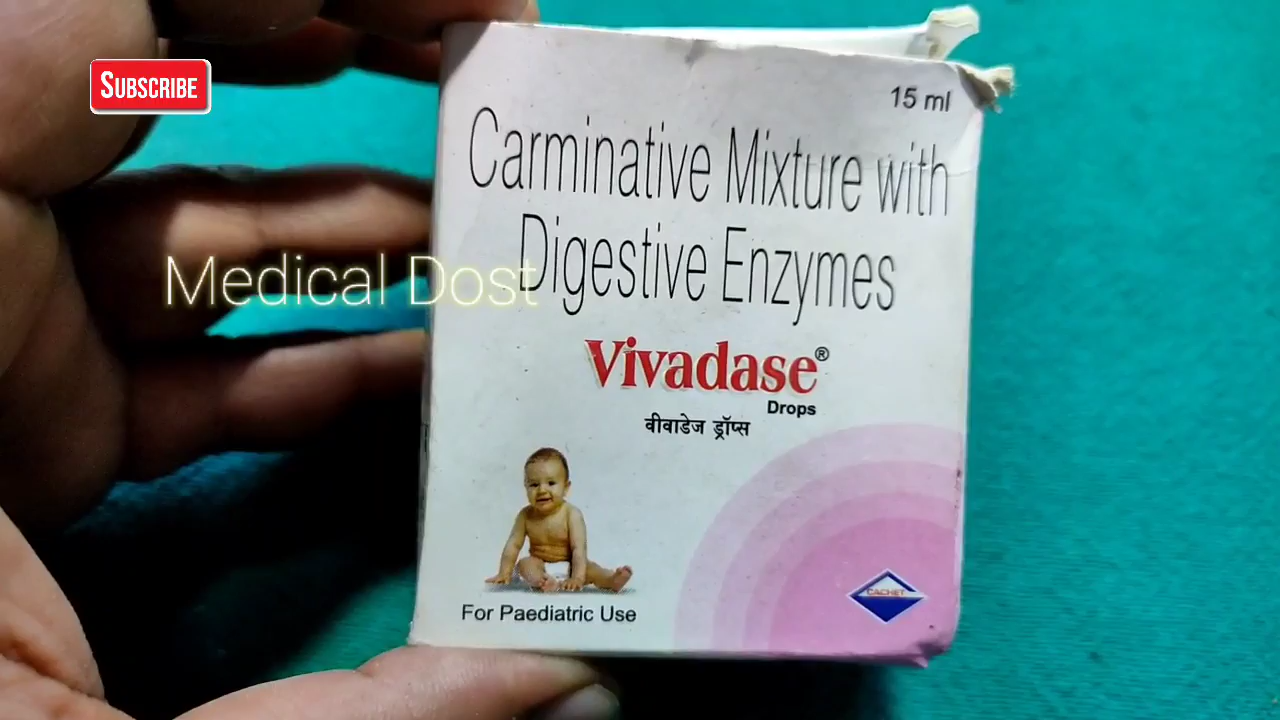 SUBSCRIBE
15 ml
Carminative Mixture with
Digestive Enzymes
Medical Dost
Vivadase®
Drops
वीवाडेज ड्रॉप्स
CACHET
For Paediatric Use